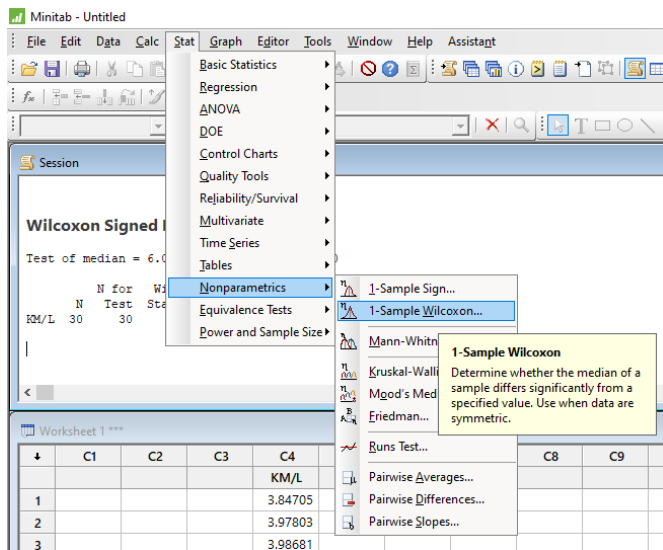 Minitab - Untitled
File Edit Data Calc Stat Graph Editor Tools Window Help Assistant
Basic Statistics
Regression
ANOVA
DOE
Control Charts
Quality Tools
Reliability/Survival
Multivariate
Time Series
Tables
Nonparametrics
Equivalence Tests
Power and Sample Size
1-Sample Sign...
1-Sample Wilcoxon...
Mann-Whitn
Kruskal-Walli
Mood's Med
Friedman...
Runs Test...
Pairwise Averages...
Pairwise Differences...
Pairwise Slopes...
1-Sample Wilcoxon
Determine whether the median of a
sample differs significantly from a
specified value. Use when data are
symmetric.
Session
Wilcoxon Signed
Test of median = 6.0
N for Wi
N Test Sta
KM/L 30 30
Worksheet 1 ***
C1 C2 C3 C4 C8 C9
KM/L
1 3.84705
2 3.97803
3 3.98681